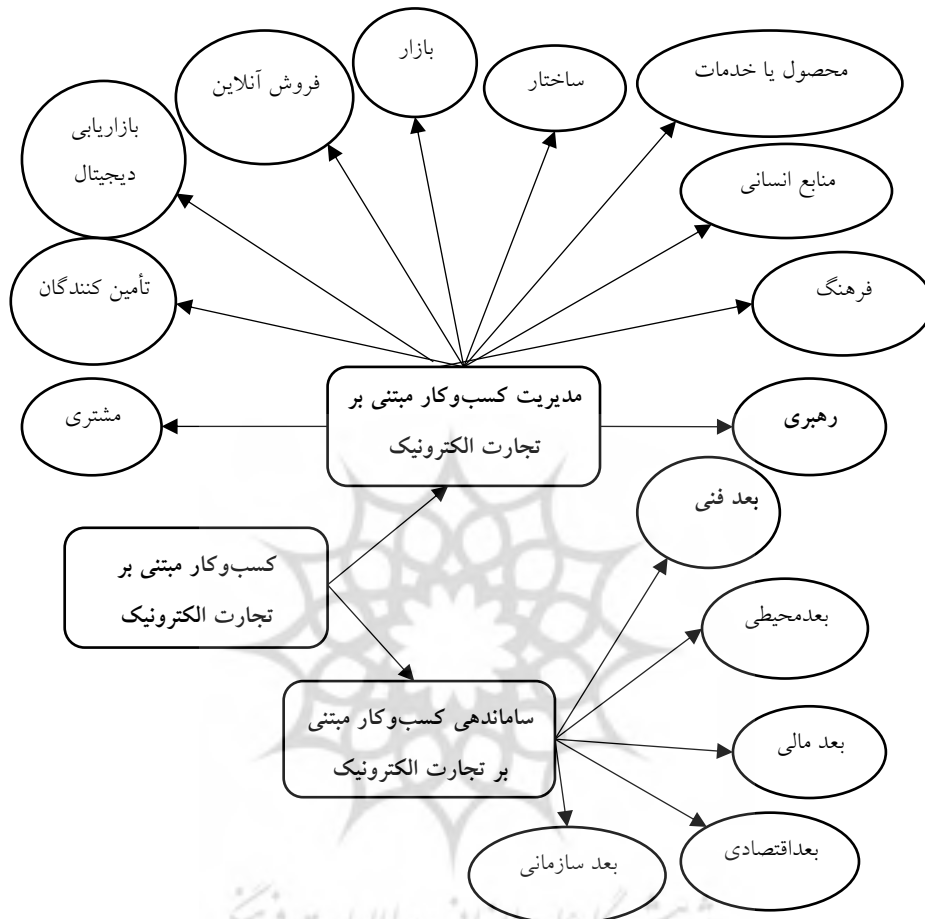 بازار
محصول یا خدمات
ساختار
فروش آنلاین
بازاریابی
دیجیتال
منابع انسانی
تأمین کنندگان
فرهنگ
مدیریت کسب‌وکار مبتنی بر
تجارت الکترونیک
رهبری
مشتری
بعد فنی
کسب‌وکار مبتنی بر
تجارت الکترونیک
بعدمحیطی
ساماندهی کسب‌وکار مبتنی
بر تجارت الکترونیک
بعد مالی
بعداقتصادی
بعد سازمانی